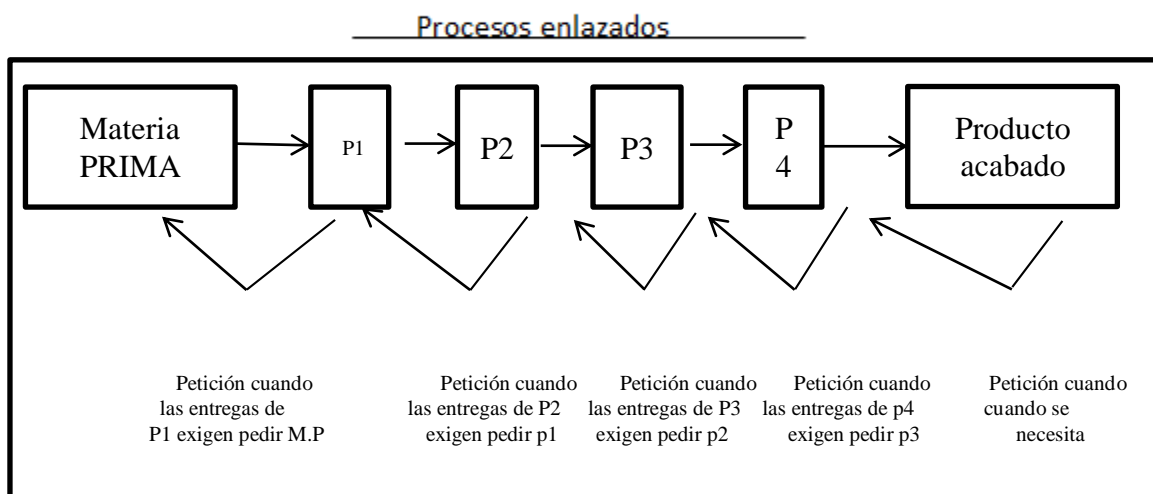 Procesos enlazados
Materia
PRIMA
P1
P2
P3
P
4
Producto
acabado
Petición cuando
las entregas de
P1 exigen pedir M.P
Petición cuando
las entregas de P2
exigen pedir p1
Petición cuando
las entregas de P3
exigen pedir p2
Petición cuando
las entregas de p4
exigen pedir p3
Petición cuando
cuando se
necesita